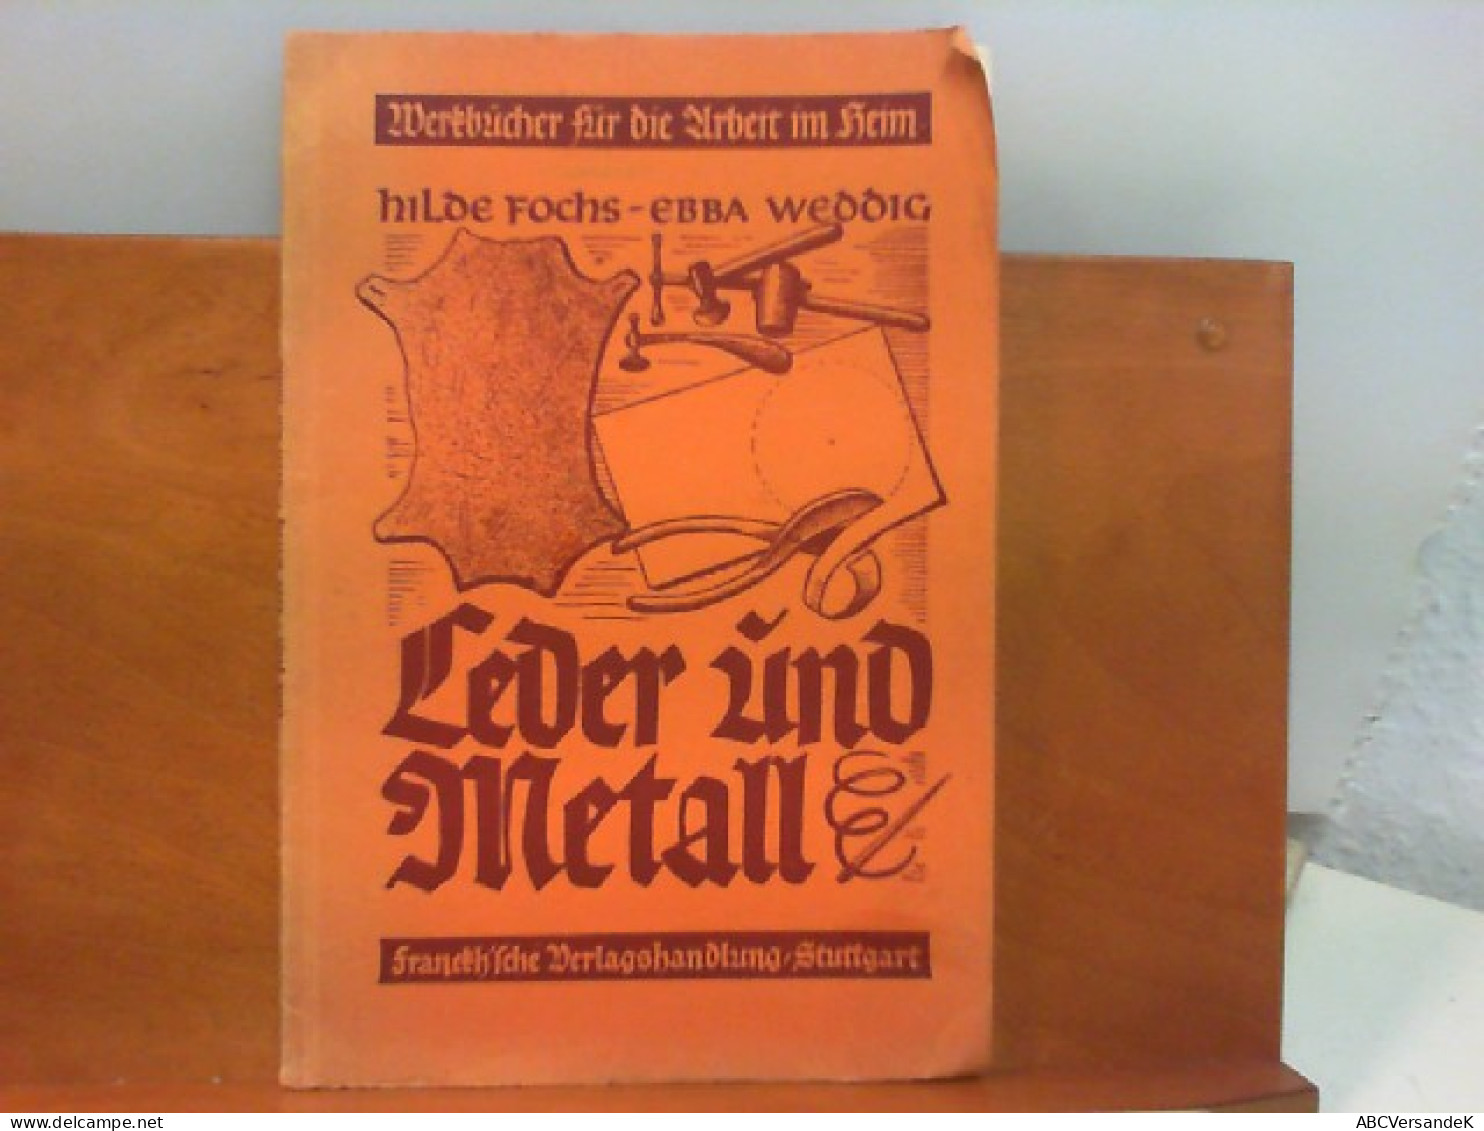 Werkbücher für die Arbeit im Heim
HILDE FOCHS-EBBA WEDDIG
Leder und
Metall
Franckh'sche Verlagshandlung, Stuttgart
delcampe.net
ABCVersandeK